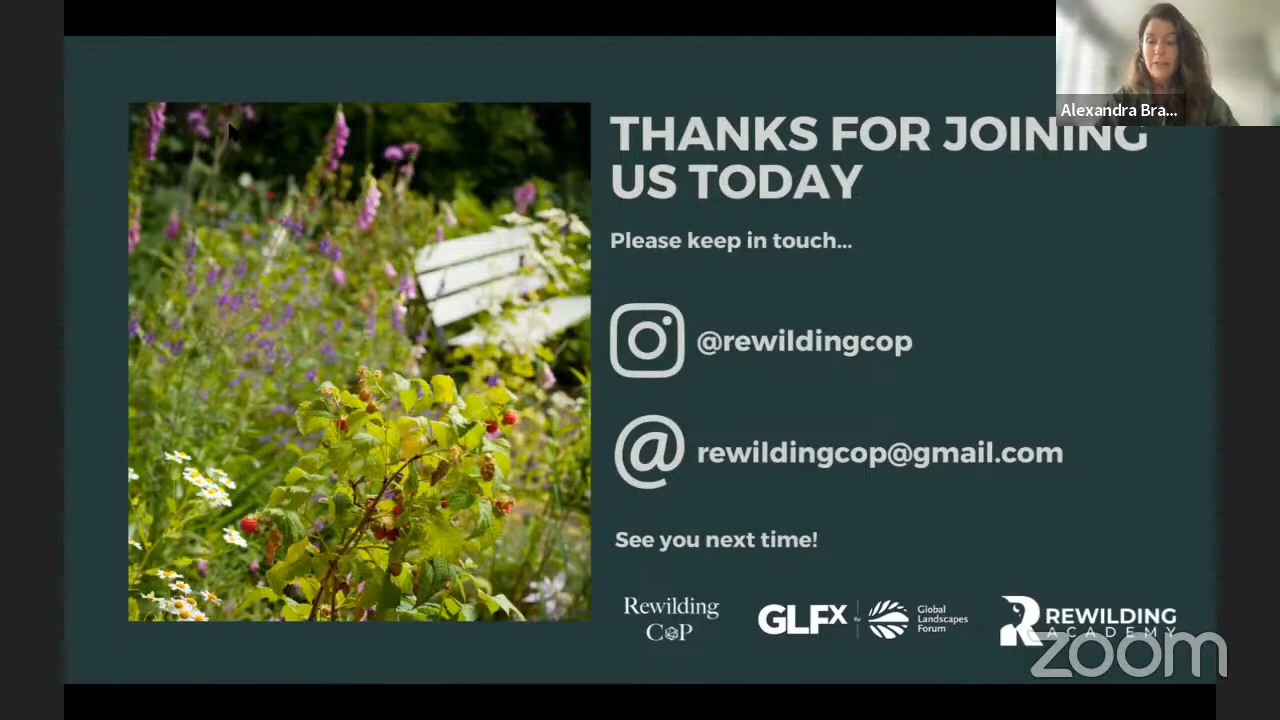 Alexandra Bra...
THANKS FOR JOINING
US TODAY
Please keep in touch...
@rewildingcop
@ rewildingcop@gmail.com
See you next time!
Rewilding
CoP
GLFx
By
Global
Landscapes
Forum
REWILDING
ACADEMY
zoom